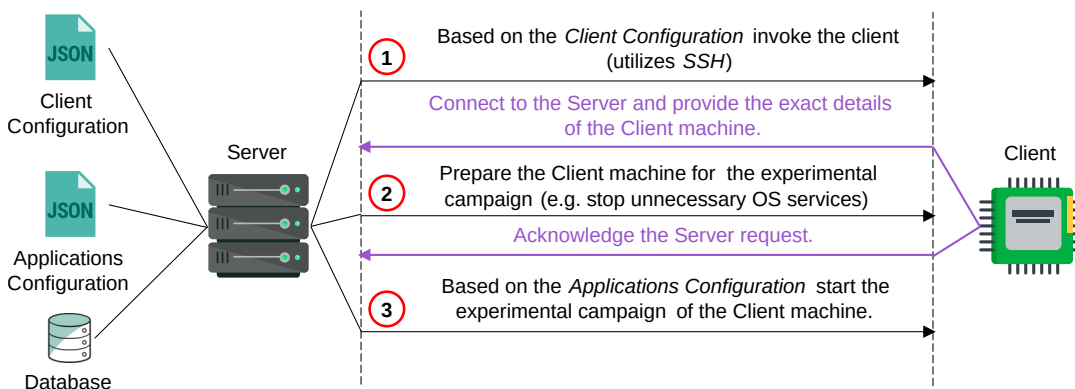 JSON
Client
Configuration
JSON
Applications
Configuration
Database
Server
1
Based on the Client Configuration invoke the client
(utilizes SSH)
Connect to the Server and provide the exact details
of the Client machine.
2
Prepare the Client machine for the experimental
campaign (e.g. stop unnecessary OS services)
Acknowledge the Server request.
3
Based on the Applications Configuration start the
experimental campaign of the Client machine.
Client